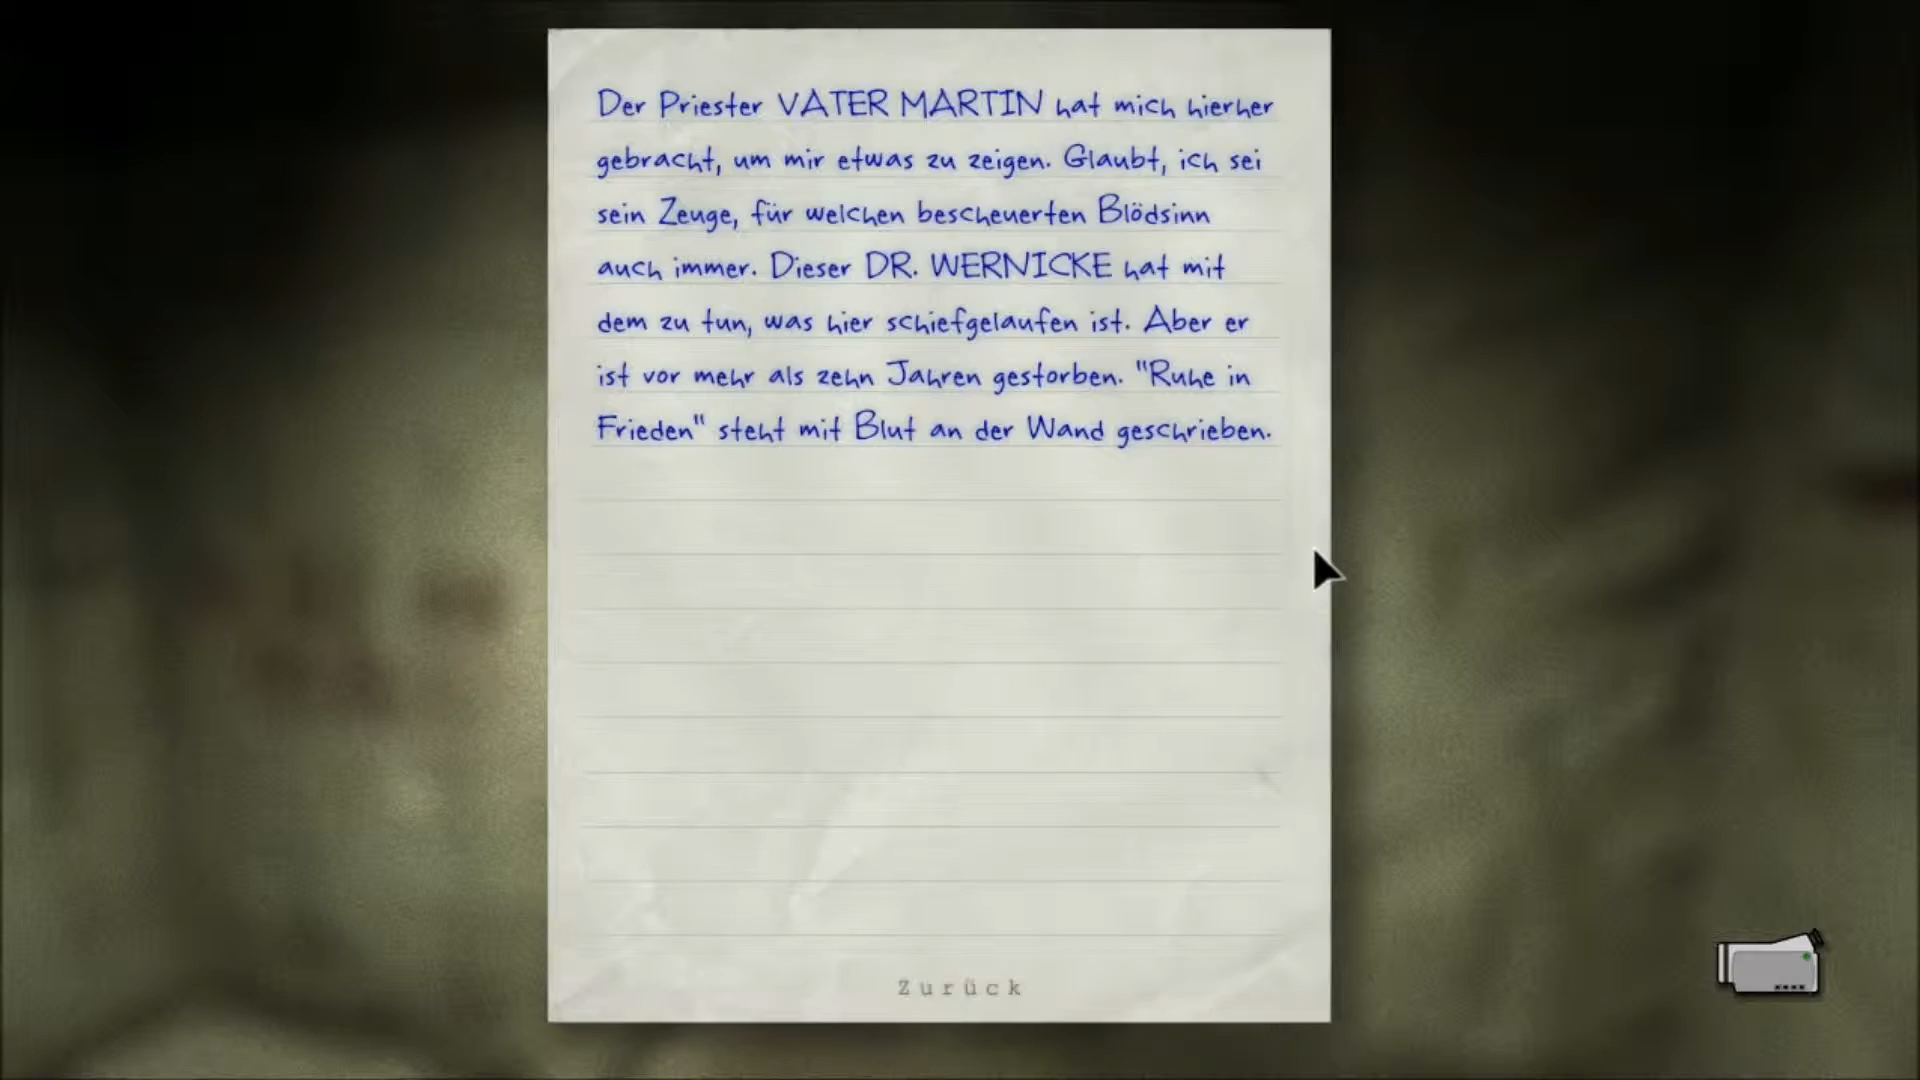 Der Priester VATER MARTIN hat mich hierher
gebracht, um mir etwas zu zeigen. Glaubt, ich sei
sein Zeuge, für welchen bescheuerten Blödsinn
auch immer. Dieser DR. WERNICKE hat mit
dem zu tun, was hier schiefgelaufen ist. Aber er
ist vor mehr als zehn Jahren gestorben. "Ruhe in
Frieden" steht mit Blut an der Wand geschrieben.
Zurück